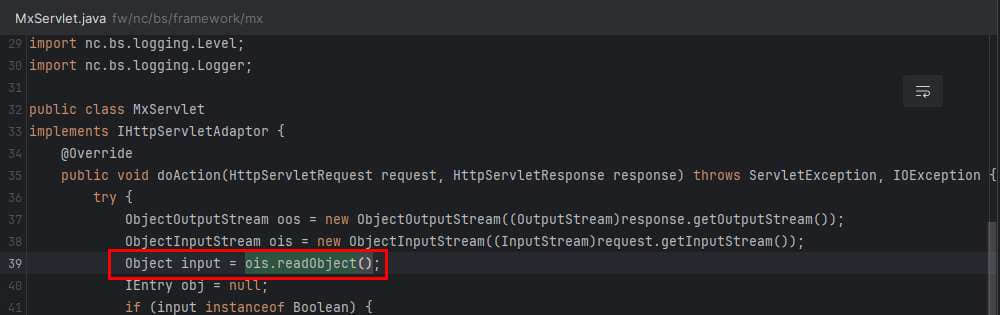 MxServlet.java fw/nc/bs/framework/mx
29 import nc.bs.logging.Level;
30 import nc.bs.logging.Logger;
31
32 public class MxServlet
33 implements IHttpServletAdaptor {
34 @Override
35 public void doAction(HttpServletRequest request, HttpServletResponse response) throws ServletException, IOException {
36 try {
37 ObjectOutputStream oos = new ObjectOutputStream((OutputStream)response.getOutputStream());
38 ObjectInputStream ois = new ObjectInputStream((InputStream)request.getInputStream());
39 Object input = ois.readObject();
40 IEntry obj = null;
41 if (input instanceof Boolean) {